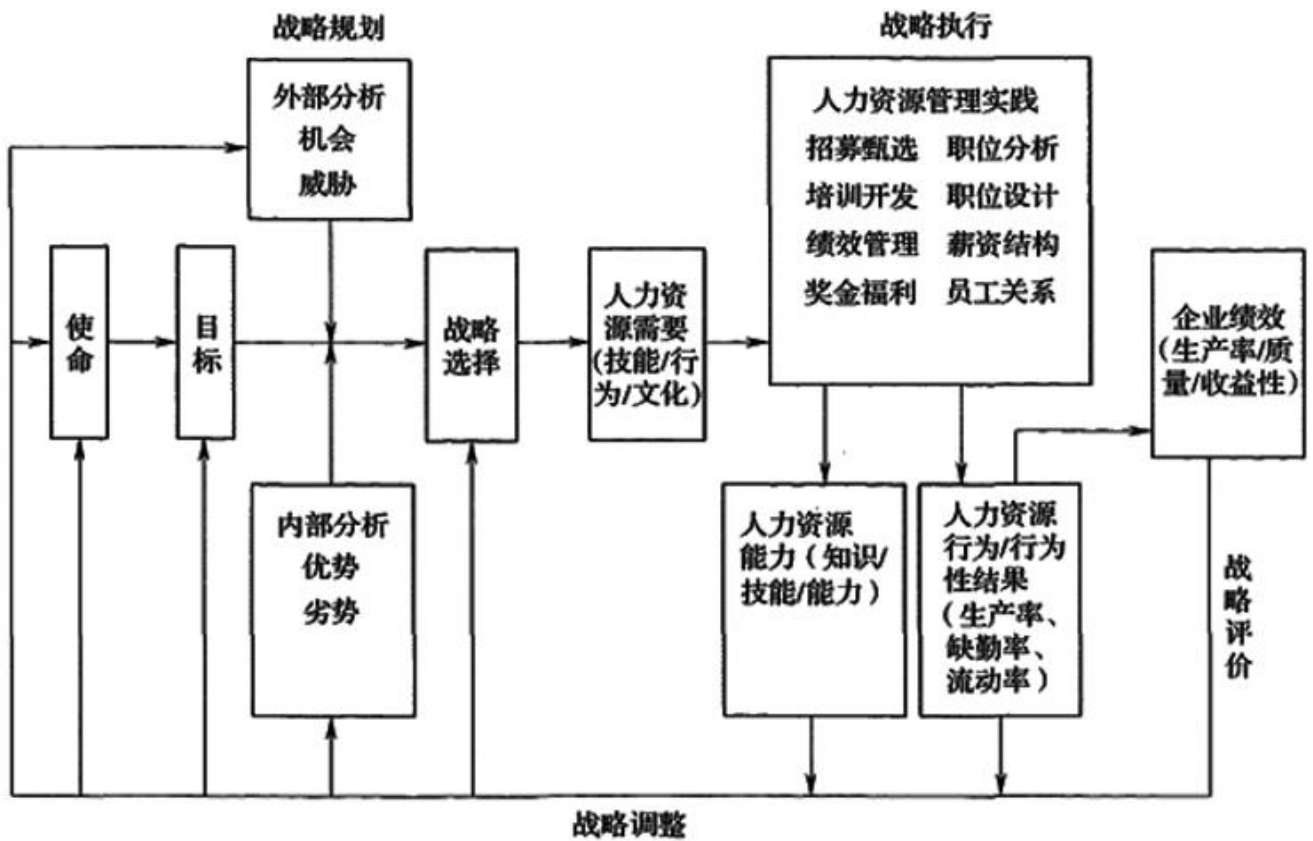 战略规划
战略执行
外部分析
机会
威胁
人力资源管理实践
招募甄选 职位分析
培训开发 职位设计
绩效管理 薪资结构
奖金福利 员工关系
使
命
目
标
战略
选择
人力资
源需要
(技能/行
为/文化)
企业绩效
(生产率/质
量/收益性)
内部分析
优势
劣势
人力资源
能力(知识/
技能/能力)
人力资源
行为/行为
性结果
(生产率、
缺勤率、
流动率)
战
略
评
价
战略调整